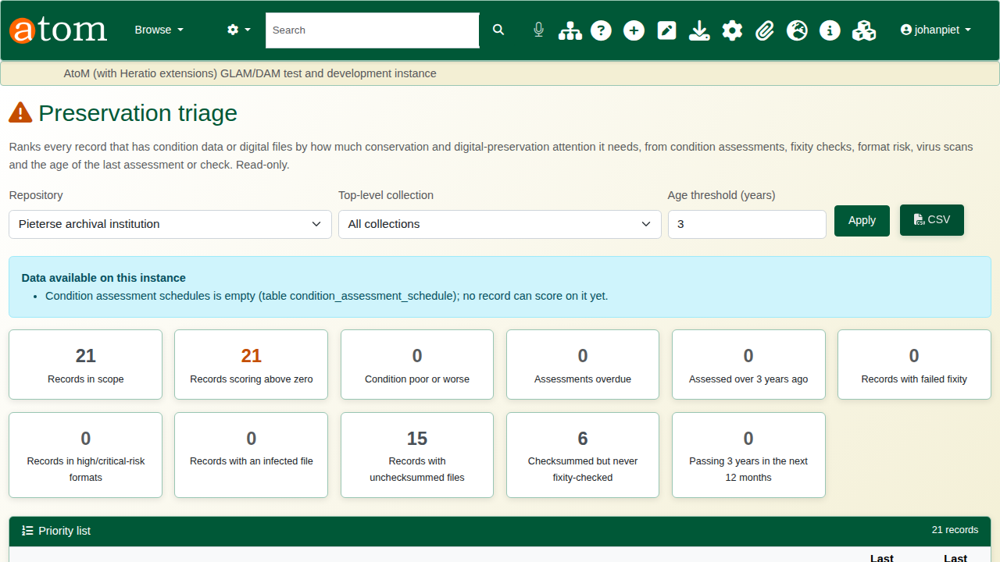 atom
Browse
Search
johanpiet
AtoM (with Heratio extensions) GLAM/DAM test and development instance
Preservation triage
Ranks every record that has condition data or digital files by how much conservation and digital-preservation attention it needs, from condition assessments, fixity checks, format risk, virus scans
and the age of the last assessment or check. Read-only.
Repository
Top-level collection
Age threshold (years)
Pieterse archival institution
All collections
3
Apply
CSV
Data available on this instance
• Condition assessment schedules is empty (table condition_assessment_schedule); no record can score on it yet.
21
Records in scope
21
Records scoring above zero
0
Condition poor or worse
0
Assessments overdue
0
Assessed over 3 years ago
0
Records with failed fixity
0
Records in high/critical-risk
formats
0
Records with an infected file
15
Records with
unchecksummed files
6
Checksummed but never
fixity-checked
0
Passing 3 years in the next
12 months
Priority list
21 records
Last
Last